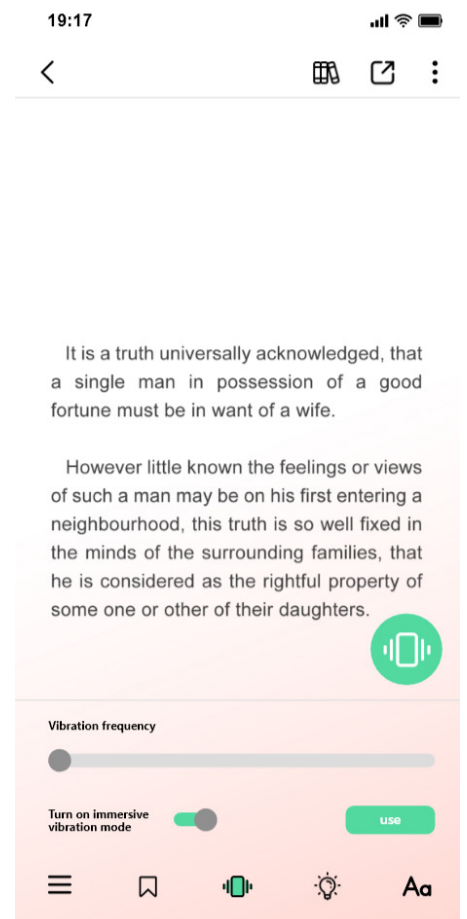 19:17
It is a truth universally acknowledged, that
a single man in possession of a good
fortune must be in want of a wife.
However little known the feelings or views
of such a man may be on his first entering a
neighbourhood, this truth is so well fixed in
the minds of the surrounding families, that
he is considered as the rightful property of
some one or other of their daughters.
Vibration frequency
Turn on immersive
vibration mode
use
Aa